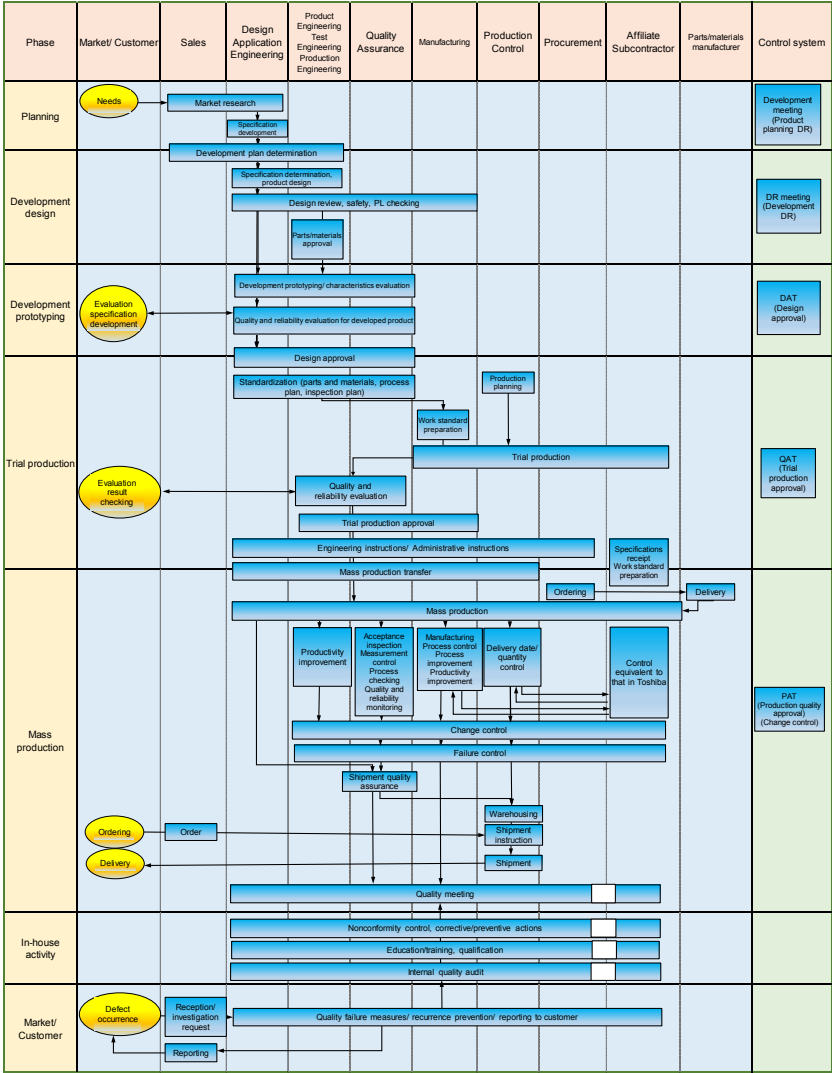 Phase
Market/ Customer
Sales
Design
Application
Engineering
Product
Engineering
Test
Engineering
Production
Engineering
Quality
Assurance
Manufacturing
Production
Control
Procurement
Affiliate
Subcontractor
Parts/materials
manufacturer
Control system
Planning
Needs
Market research
Specification
development
Development plan determination
Development
meeting
(Product
planning DR)
Development
design
Specification determination,
product design
Design review, safety, PL checking
Parts/materials
approval
DR meeting
(Development
DR)
Development
prototyping
Evaluation
specification
development
Development prototyping/ characteristics evaluation
Quality and reliability evaluation for developed product
Design approval
DAT
(Design
approval)
Trial production
Standardization (parts and materials, process
plan, inspection plan)
Production
planning
Work standard
preparation
Trial production
Evaluation
result
checking
Quality and
reliability evaluation
Trial production approval
Engineering instructions/ Administrative instructions
Specifications
receipt
Work standard
preparation
QAT
(Trial
production
approval)
Mass
production
Mass production transfer
Ordering
Delivery
Mass production
Productivity
improvement
Acceptance
inspection
Measurement
control
Process
checking
Quality and
reliability
monitoring
Manufacturing
Process control
Process
improvement
Productivity
improvement
Delivery date/
quantity
control
Control
equivalent to
that in Toshiba
Change control
Failure control
Shipment quality
assurance
Warehousing
Ordering
Order
Shipment
instruction
Delivery
Shipment
Quality meeting
PAT
(Production quality
approval)
(Change control)
In-house
activity
Nonconformity control, corrective/preventive actions
Education/training, qualification
Internal quality audit
Market/
Customer
Defect
occurrence
Reception/
investigation
request
Quality failure measures/ recurrence prevention/ reporting to customer
Reporting